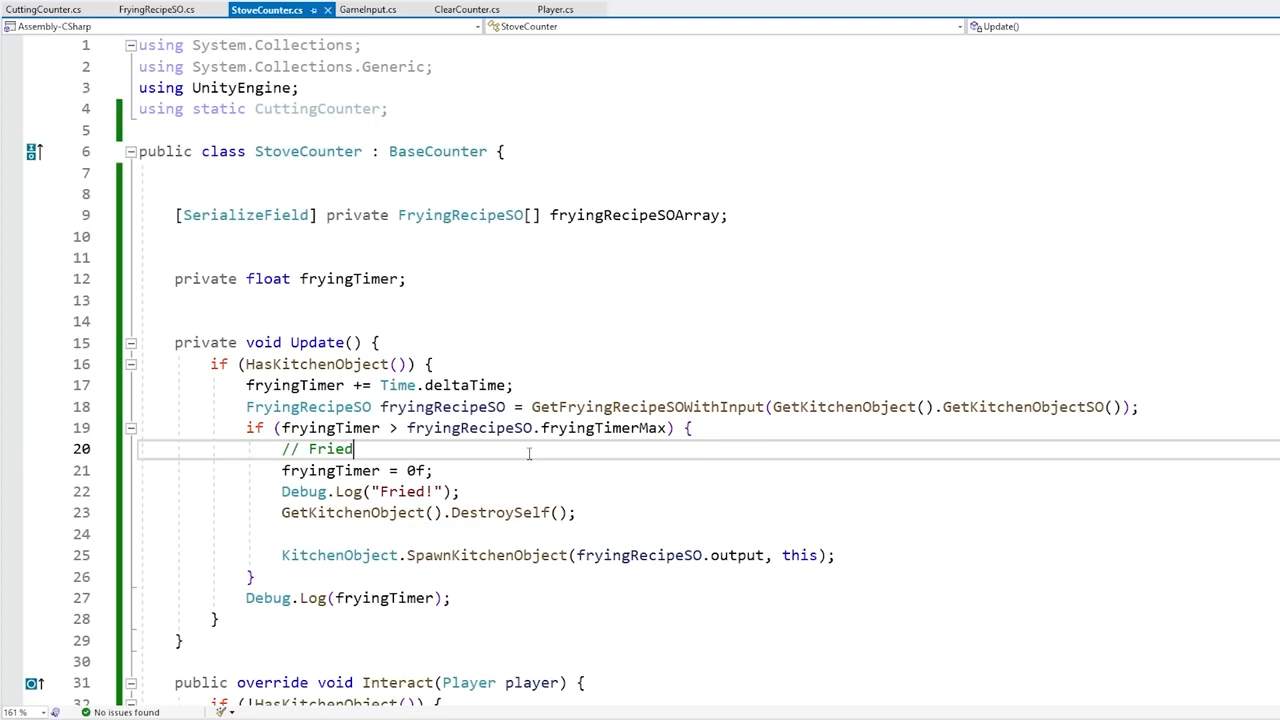 CuttingCounter.cs FryingRecipeSO.cs StoveCounter.cs GameInput.cs ClearCounter.cs Player.cs
Assembly-CSharp StoveCounter Update()
1 using System.Collections;
2 using System.Collections.Generic;
3 using UnityEngine;
4 using static CuttingCounter;
5
6 public class StoveCounter : BaseCounter {
7
8
9 [SerializeField] private FryingRecipeSO[] fryingRecipeSOArray;
10
11
12 private float fryingTimer;
13
14
15 private void Update() {
16 if (HasKitchenObject()) {
17 fryingTimer += Time.deltaTime;
18 FryingRecipeSO fryingRecipeSO = GetFryingRecipeSOWithInput(GetKitchenObject().GetKitchenObjectSO());
19 if (fryingTimer > fryingRecipeSO.fryingTimerMax) {
20 // Fried
21 fryingTimer = 0f;
22 Debug.Log("Fried!");
23 GetKitchenObject().DestroySelf();
24
25 KitchenObject.SpawnKitchenObject(fryingRecipeSO.output, this);
26 }
27 Debug.Log(fryingTimer);
28 }
29 }
30
31 public override void Interact(Player player) {
32 if (!HasKitchenObject()) {
161 % No issues found